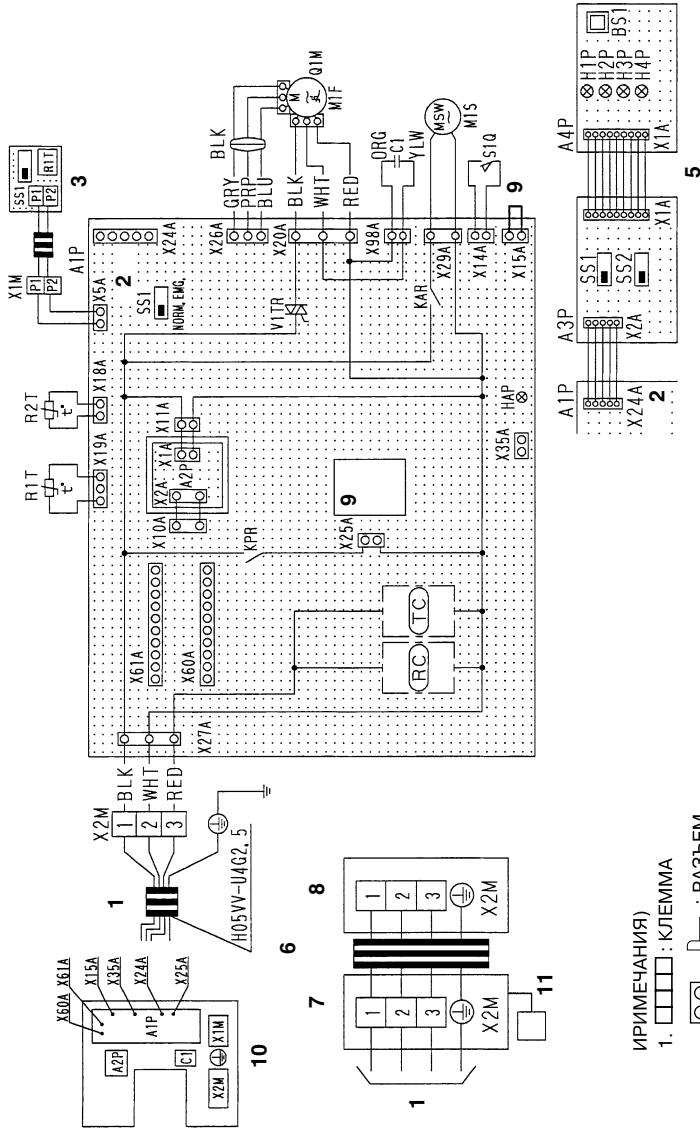 X1M
P1
P2
SS1
P1
P2
R1T
3
R1T
t°
R2T
t°
X19A
X18A
X5A
A1P
2
SS1
NORM. EMG.
X24A
X26A
GRY
PRP
BLU
BLK
Q1M
M
M1F
X20A
BLK
WHT
RED
V1TR
X98A
ORG
C1
YLW
X29A
MSW
M1S
KAR
X14A
S1Q
X15A
9
HAP
X35A
X11A
X1A
A2P
X2A
X10A
KPR
X25A
9
X61A
X60A
RC
TC
X27A
BLK
WHT
RED
X2M
1
2
3
1
H05VV-U4G2,5
X60A
X61A
X15A
X35A
X24A
X25A
A1P
A2P
C1
X2M
X1M
10
6
7
8
1
2
3
X2M
1
2
3
X2M
11
1
A1P
X24A
2
A3P
X2A
SS1
SS2
X1A
A4P
X1A
BS1
H1P
H2P
H3P
H4P
5
ИРИМЕЧАНИЯ)
1. : КЛЕММА
: РАЗЪЕМ